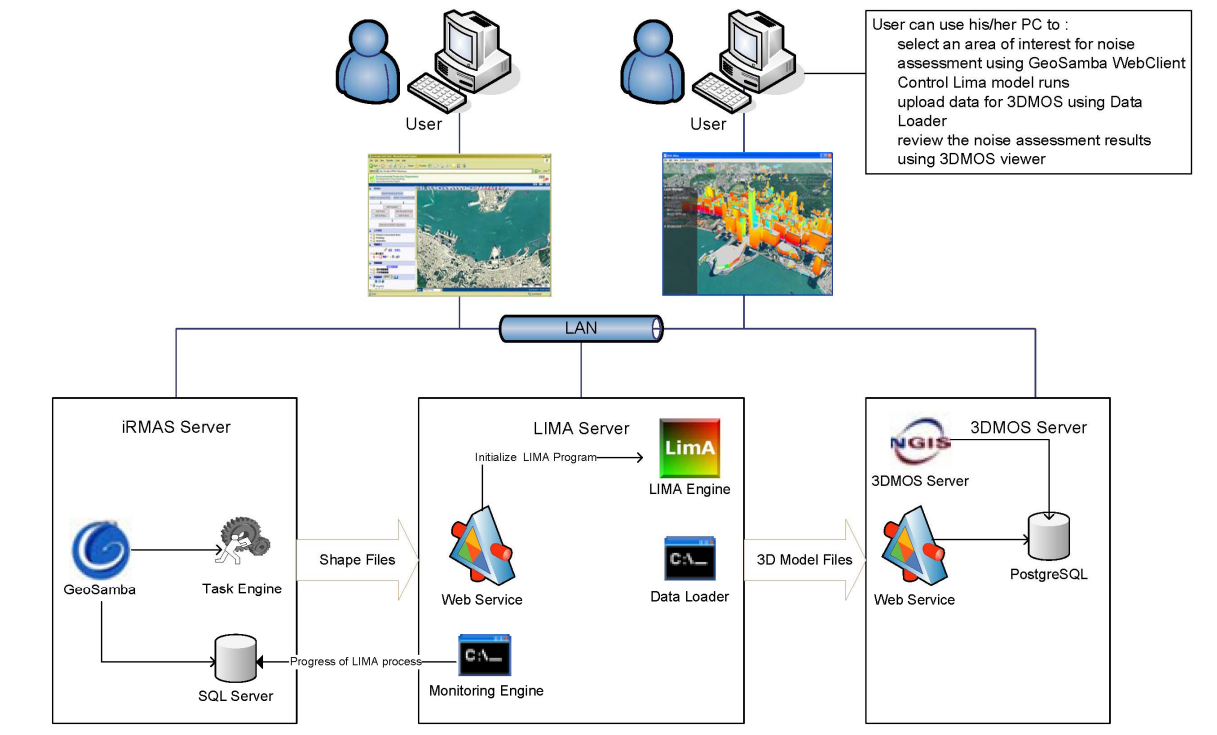 User can use his/her PC to :
select an area of interest for noise
assessment using GeoSamba WebClient
Control Lima model runs
upload data for 3DMOS using Data
Loader
review the noise assessment results
using 3DMOS viewer
User
User
LAN
iRMAS Server
LIMA Server
3DMOS Server
Initialize LIMA Program
LimA
LIMA Engine
NGIS
3DMOS Server
GeoSamba
Task Engine
Shape Files
Web Service
C:\_
Data Loader
3D Model Files
Web Service
PostgreSQL
SQL Server
Progress of LIMA process
C:\_
Monitoring Engine